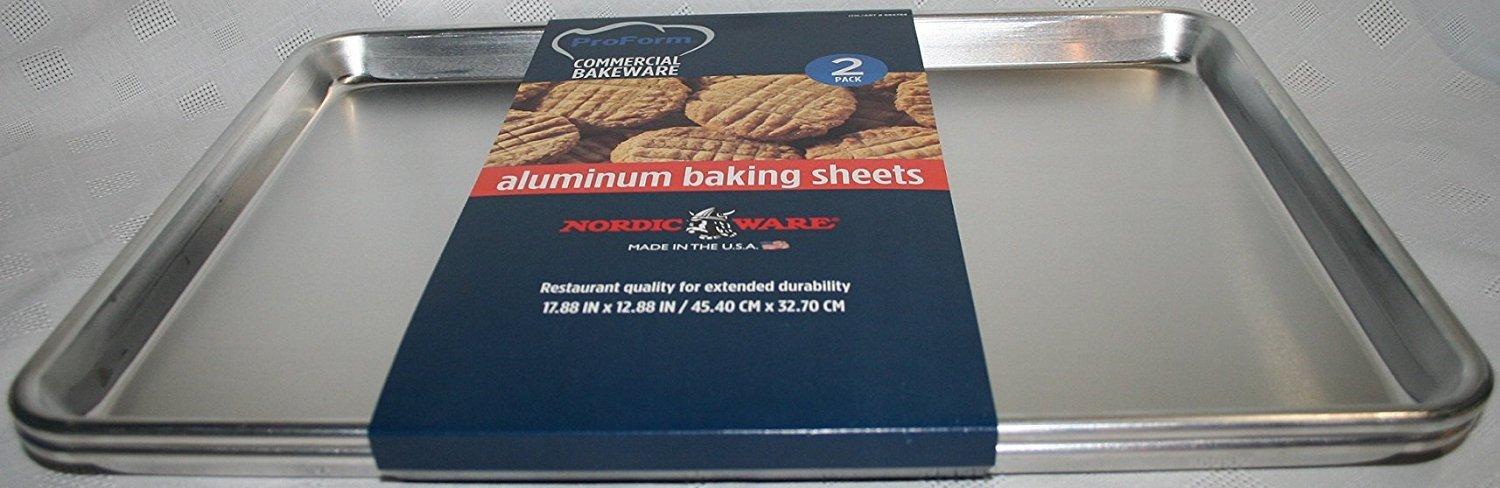 ProForm
COMMERCIAL
BAKEWARE
2
PACK
aluminum baking sheets
NORDIC WARE®
MADE IN THE U.S.A.
Restaurant quality for extended durability
17.88 IN x 12.88 IN / 45.40 CM x 32.70 CM